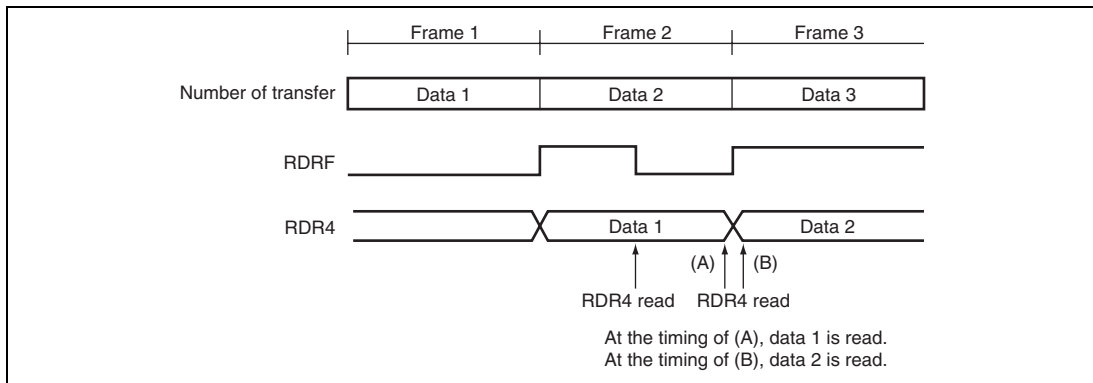 Frame 1 Frame 2 Frame 3
Number of transfer Data 1 Data 2 Data 3
RDRF
RDR4 Data 1 Data 2
(A) (B)
RDR4 read RDR4 read
At the timing of (A), data 1 is read.
At the timing of (B), data 2 is read.